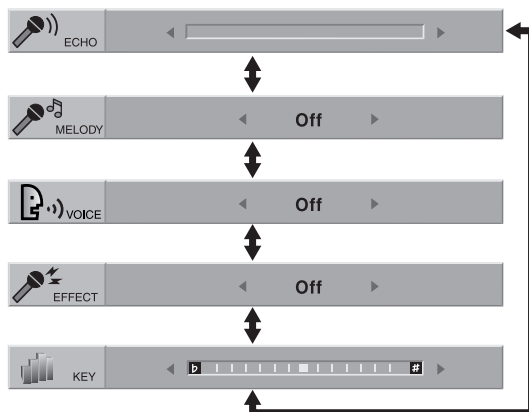 ECHO
MELODY Off
VOICE Off
EFFECT Off
KEY ♭ #